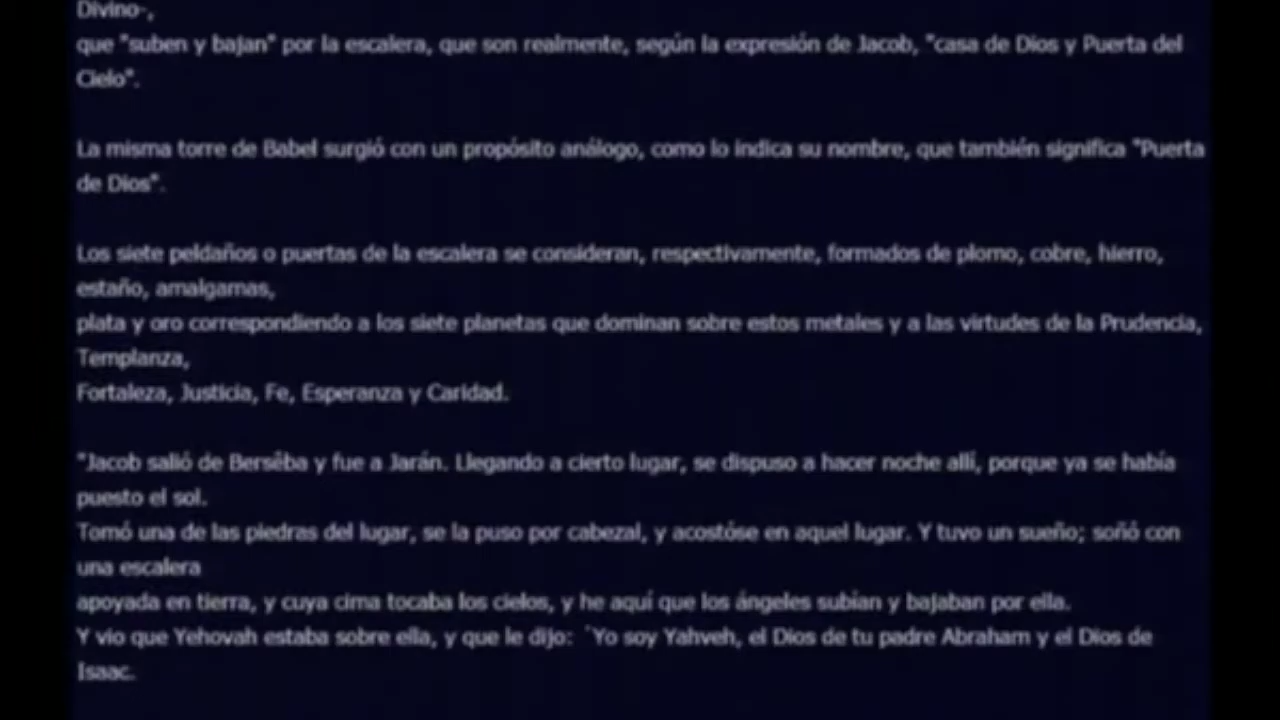 Divino-,
que "suben y bajan" por la escalera, que son realmente, según la expresión de Jacob, "casa de Dios y Puerta del
Cielo".
La misma torre de Babel surgió con un propósito análogo, como lo indica su nombre, que también significa "Puerta
de Dios".
Los siete peldaños o puertas de la escalera se consideran, respectivamente, formados de plomo, cobre, hierro,
estaño, amalgamas,
plata y oro correspondiendo a los siete planetas que dominan sobre estos metales y a las virtudes de la Prudencia,
Templanza,
Fortaleza, Justicia, Fe, Esperanza y Caridad.
"Jacob salió de Berséba y fue a Jarán. Llegando a cierto lugar, se dispuso a hacer noche allí, porque ya se había
puesto el sol.
Tomó una de las piedras del lugar, se la puso por cabezal, y acostóse en aquel lugar. Y tuvo un sueño; soñó con
una escalera
apoyada en tierra, y cuya cima tocaba los cielos, y he aquí que los ángeles subían y bajaban por ella.
Y vio que Yehovah estaba sobre ella, y que le dijo: ´Yo soy Yahveh, el Dios de tu padre Abraham y el Dios de
Isaac.